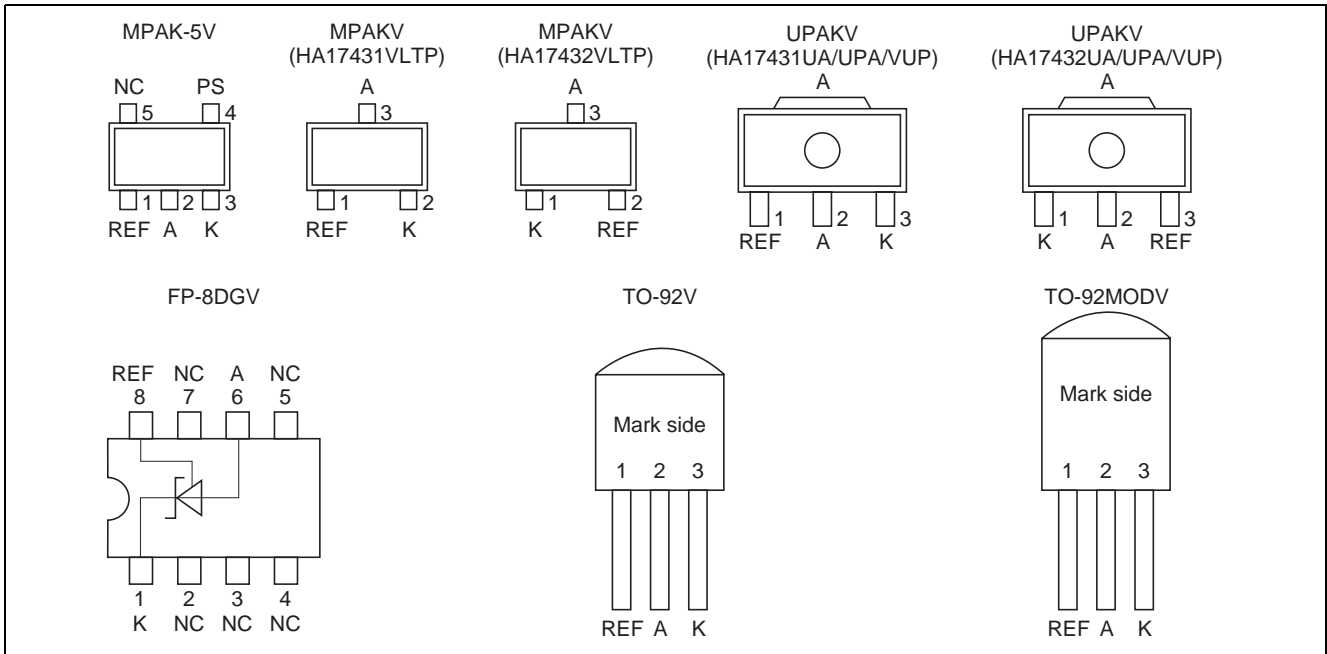 MPAK-5V
NC PS
5 4
1 2 3
REF A K
MPAKV
(HA17431VLTP)
A
3
1 2
REF K
MPAKV
(HA17432VLTP)
A
3
1 2
K REF
UPAKV
(HA17431UA/UPA/VUP)
A
1 2 3
REF A K
UPAKV
(HA17432UA/UPA/VUP)
A
1 2 3
K A REF
FP-8DGV
REF NC A NC
8 7 6 5
1 2 3 4
K NC NC NC
TO-92V
Mark side
1 2 3
REF A K
TO-92MODV
Mark side
1 2 3
REF A K